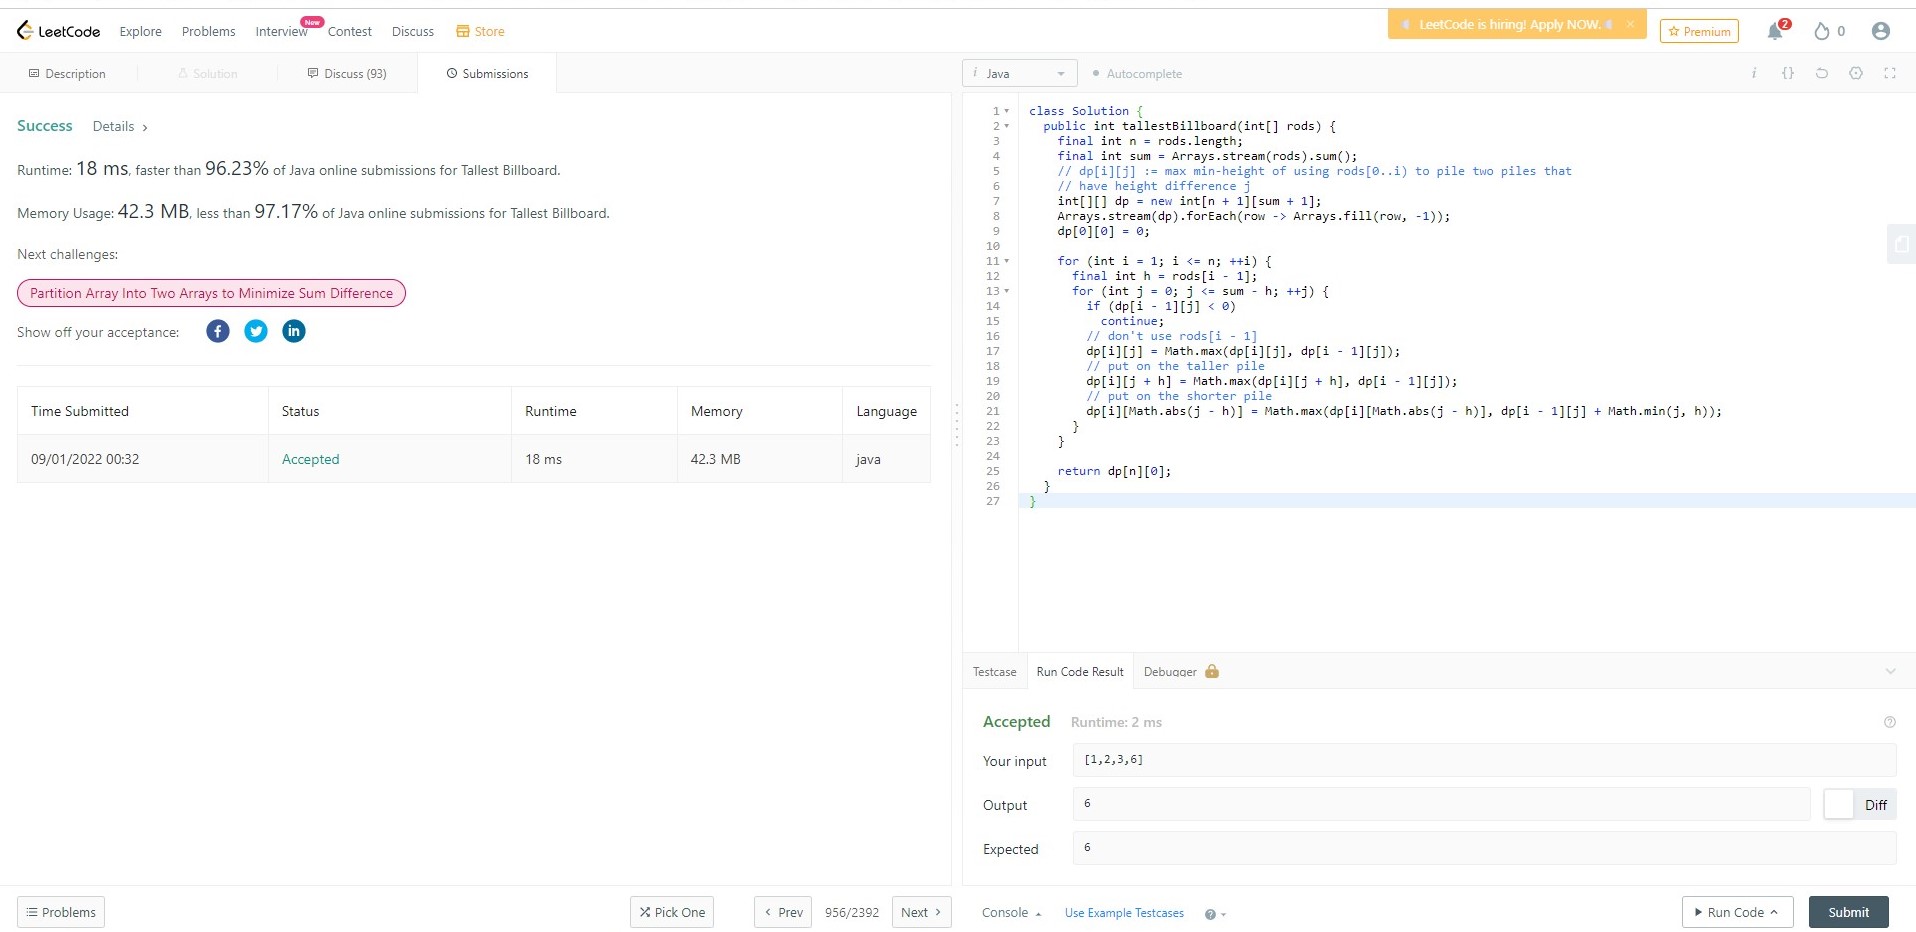 LeetCode Explore Problems Interview New Contest Discuss Store LeetCode is hiring! Apply NOW. × Premium 2 0
Description Solution Discuss (93) Submissions
Success Details >
Runtime: 18 ms, faster than 96.23% of Java online submissions for Tallest Billboard.
Memory Usage: 42.3 MB, less than 97.17% of Java online submissions for Tallest Billboard.
Next challenges:
Partition Array Into Two Arrays to Minimize Sum Difference
Show off your acceptance:
Time Submitted Status Runtime Memory Language
09/01/2022 00:32 Accepted 18 ms 42.3 MB java
Problems Pick One < Prev 956/2392 Next >
i Java Autocomplete i {}
1 class Solution {
2 public int tallestBillboard(int[] rods) {
3 final int n = rods.length;
4 final int sum = Arrays.stream(rods).sum();
5 // dp[i][j] := max min-height of using rods[0..i) to pile two piles that
6 // have height difference j
7 int[][] dp = new int[n + 1][sum + 1];
8 Arrays.stream(dp).forEach(row -> Arrays.fill(row, -1));
9 dp[0][0] = 0;
10
11 for (int i = 1; i <= n; ++i) {
12 final int h = rods[i - 1];
13 for (int j = 0; j <= sum - h; ++j) {
14 if (dp[i - 1][j] < 0)
15 continue;
16 // don't use rods[i - 1]
17 dp[i][j] = Math.max(dp[i][j], dp[i - 1][j]);
18 // put on the taller pile
19 dp[i][j + h] = Math.max(dp[i][j + h], dp[i - 1][j]);
20 // put on the shorter pile
21 dp[i][Math.abs(j - h)] = Math.max(dp[i][Math.abs(j - h)], dp[i - 1][j] + Math.min(j, h));
22 }
23 }
24
25 return dp[n][0];
26 }
27 }
Testcase Run Code Result Debugger
Accepted Runtime: 2 ms
Your input [1,2,3,6]
Output 6 Diff
Expected 6
Console Use Example Testcases Run Code Submit